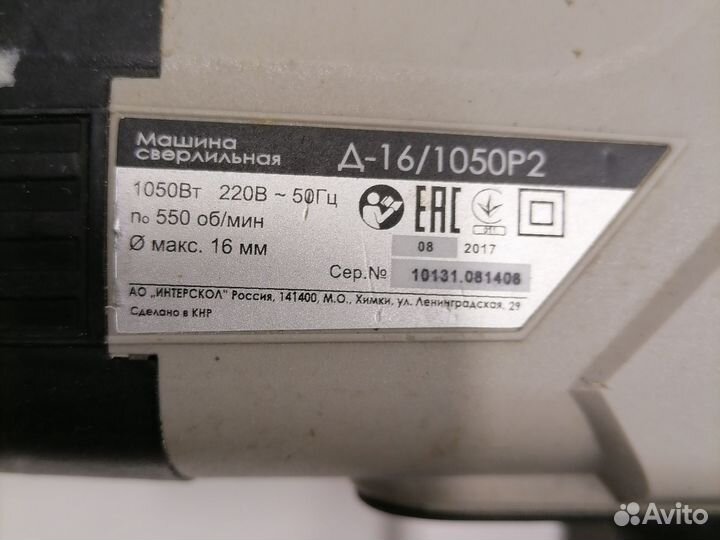 Машина
сверлильная
Д-16/1050Р2
1050Вт 220В ~ 50Гц
n₀ 550 об/мин
Ø макс. 16 мм
EAC
08 2017
Сер.№ 10131.081408
АО „ИНТЕРСКОЛ" Россия, 141400, М.О., Химки, ул. Ленинградская, 29
Сделано в КНР
Avito